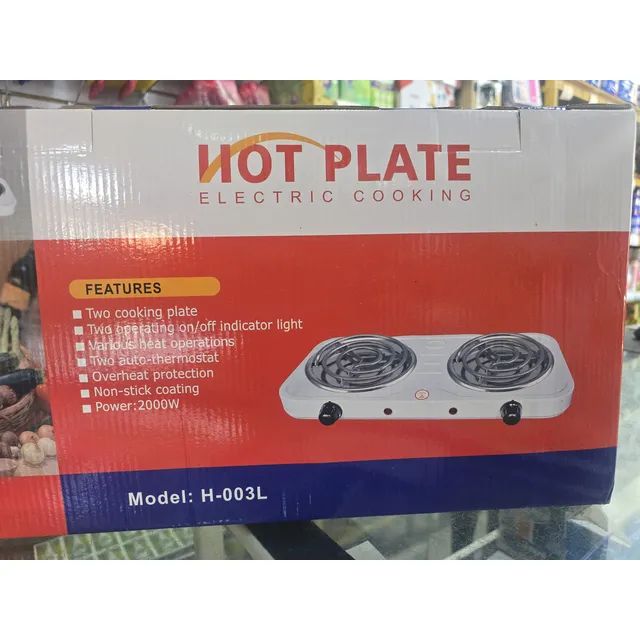 HOT PLATE
ELECTRIC COOKING
FEATURES
Two cooking plate
Two operating on/off indicator light
Various heat operations
Two auto-thermostat
Overheat protection
Non-stick coating
Power:2000W
Model: H-003L